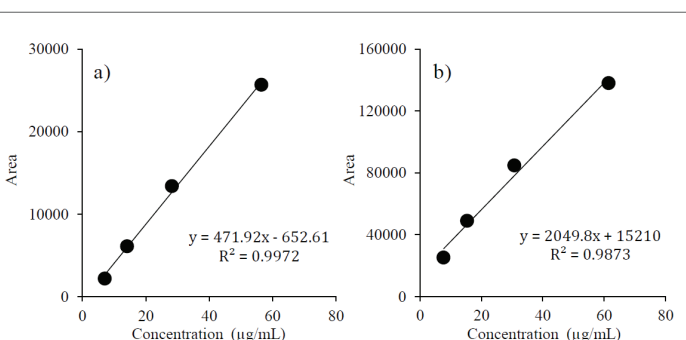 30000
20000
10000
0
Area
a)
y = 471.92x - 652.61
R² = 0.9972
0 20 40 60 80
Concentration (µg/mL)
160000
120000
80000
40000
0
Area
b)
y = 2049.8x + 15210
R² = 0.9873
0 20 40 60 80
Concentration (µg/mL)